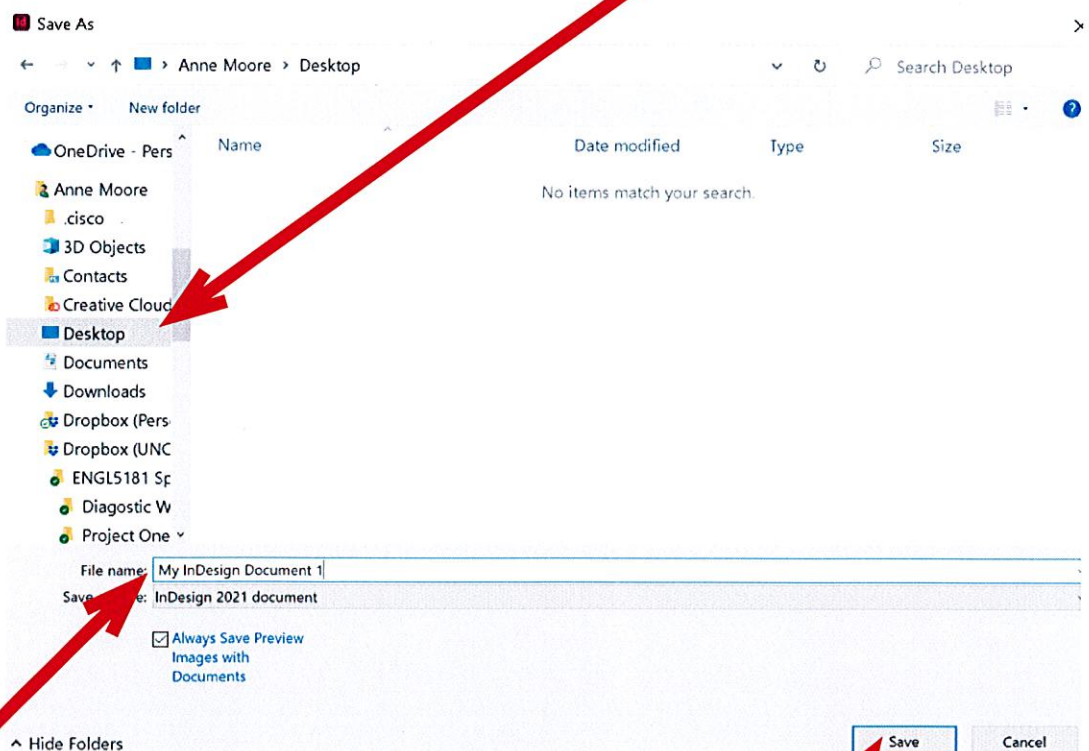 Id Save As
Anne Moore > Desktop
Search Desktop
Organize
New folder
Name
Date modified
Type
Size
No items match your search.
OneDrive - Pers
Anne Moore
.cisco
3D Objects
Contacts
Creative Cloud
Desktop
Documents
Downloads
Dropbox (Pers
Dropbox (UNC
ENGL5181 Sp
Diagostic W
Project One
File name: My InDesign Document 1
Save e: InDesign 2021 document
Always Save Preview
Images with
Documents
Hide Folders
Save
Cancel